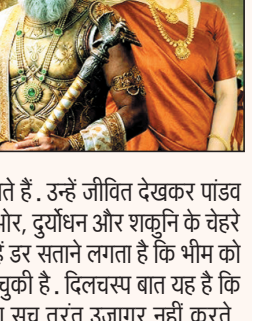 ते हैं . उन्हें जीवित देखकर पांडव
ओर, दुर्योधन और शकुनि के चेहरे
डर सताने लगता है कि भीम को
चुकी है . दिलचस्प बात यह है कि
सच तुरंत उजागर नहीं करते